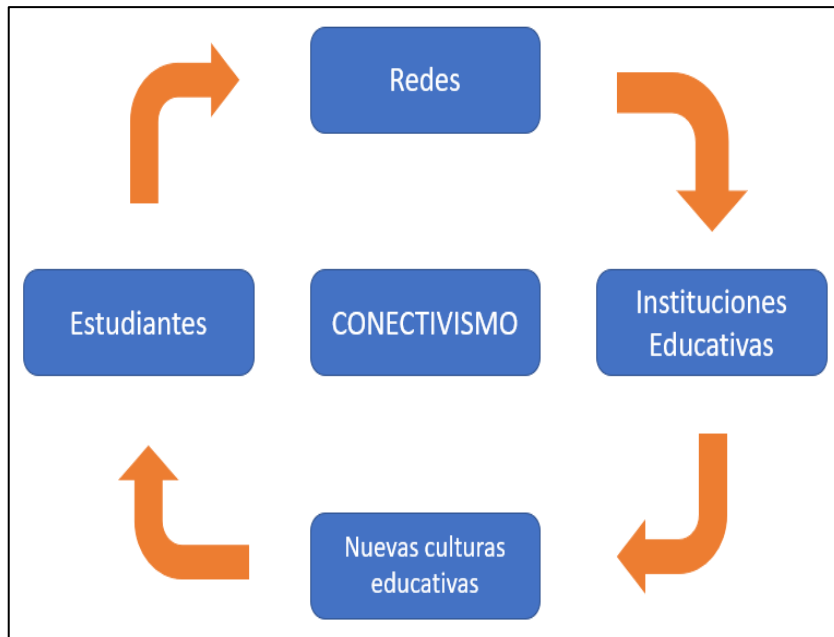 Redes
Estudiantes
CONECTIVISMO
Instituciones
Educativas
Nuevas culturas
educativas